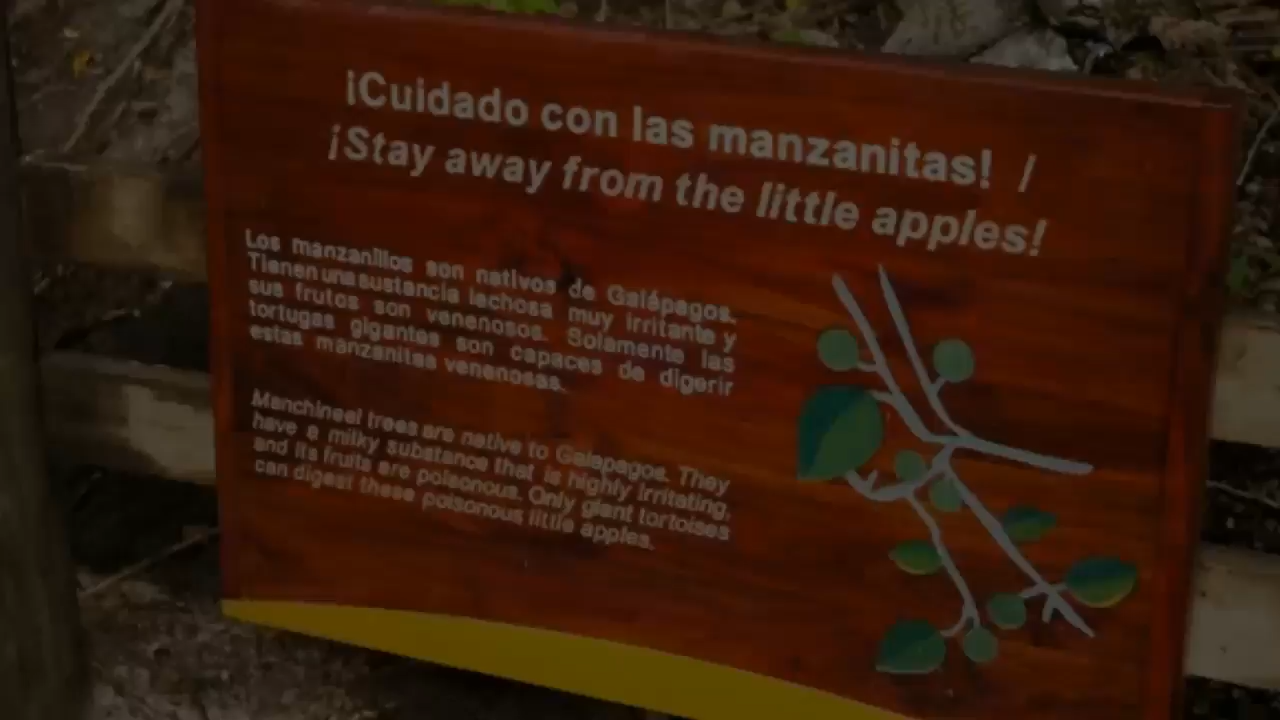 ¡Cuidado con las manzanitas! /
¡Stay away from the little apples!
Los manzanillos son nativos de Galápagos.
Tienen una sustancia lechosa muy irritante y
sus frutos son venenosos. Solamente las
tortugas gigantes son capaces de digerir
estas manzanitas venenosas.
Manchineel trees are native to Galapagos. They
have a milky substance that is highly irritating,
and its fruits are poisonous. Only giant tortoises
can digest these poisonous little apples.